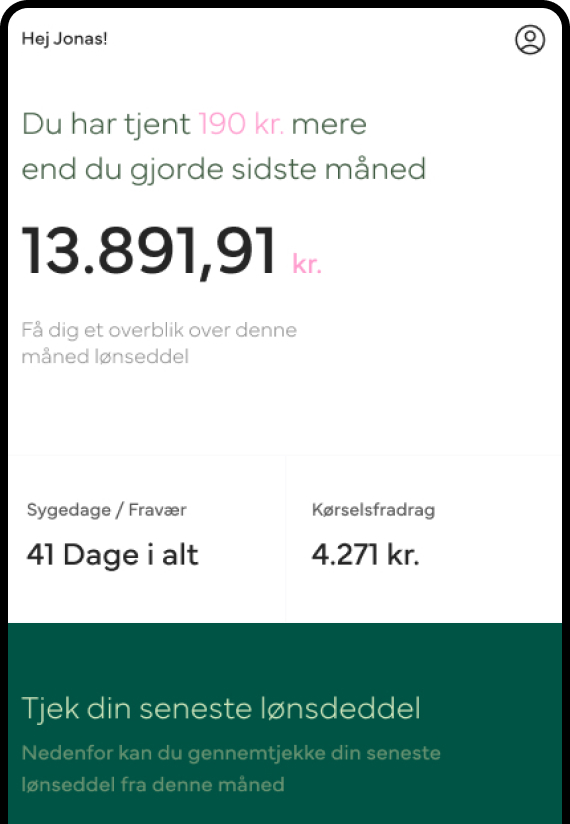 Hej Jonas!
Du har tjent 190 kr. mere
end du gjorde sidste måned
13.891,91 kr.
Få dig et overblik over denne
måned lønseddel
Sygedage / Fravær
41 Dage i alt
Kørselsfradrag
4.271 kr.
Tjek din seneste lønsdeddel
Nedenfor kan du gennemtjekke din seneste
lønseddel fra denne måned